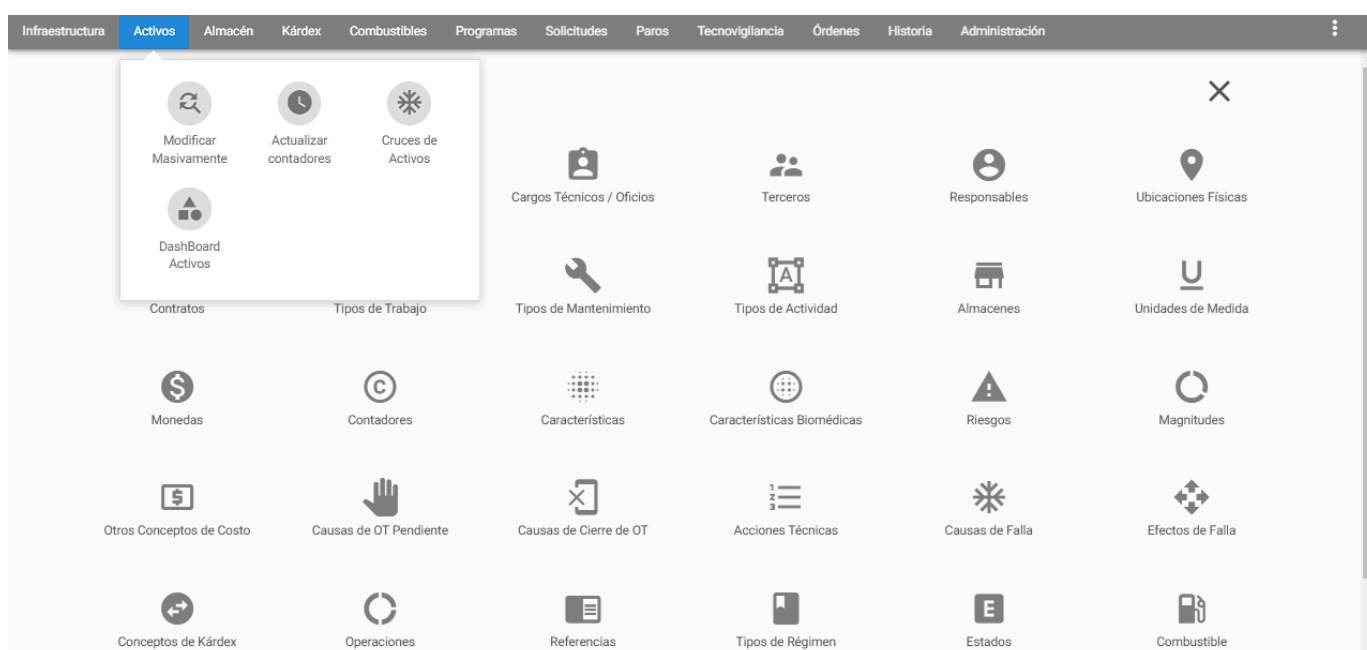 Infraestructura Activos Almacén Kárdex Combustibles Programas Solicitudes Paros Tecnovigilancia Órdenes Historia Administración
Modificar Masivamente
Actualizar contadores
Cruces de Activos
DashBoard Activos
Cargos Técnicos / Oficios Terceros Responsables Ubicaciones Físicas
Contratos Tipos de Trabajo Tipos de Mantenimiento Tipos de Actividad Almacenes Unidades de Medida
Monedas Contadores Características Características Biomédicas Riesgos Magnitudes
Otros Conceptos de Costo Causas de OT Pendiente Causas de Cierre de OT Acciones Técnicas Causas de Falla Efectos de Falla
Conceptos de Kárdex Operaciones Referencias Tipos de Régimen Estados Combustible